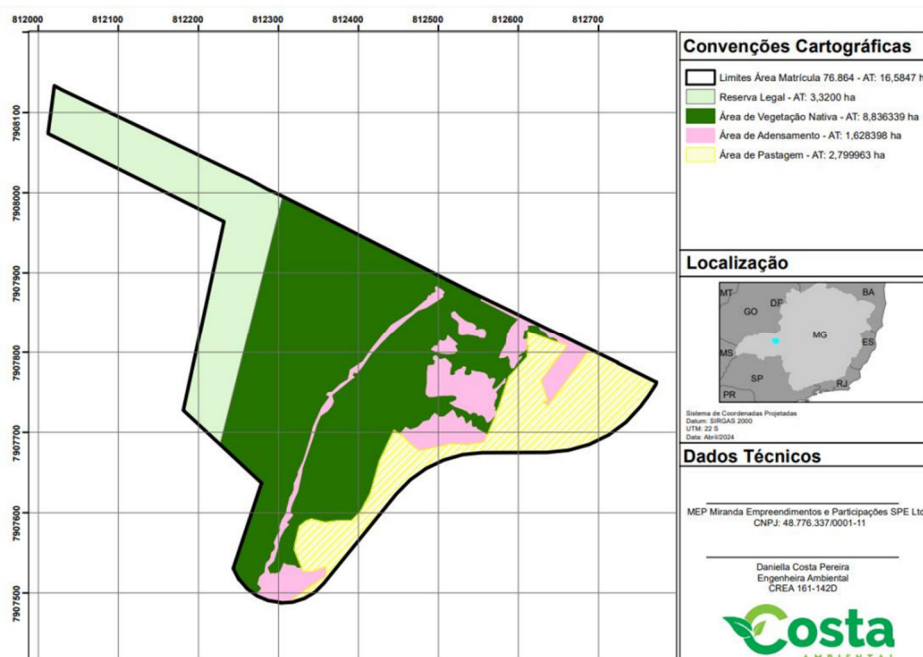 812000 812100 812200 812300 812400 812500 812600 812700
7908100
7908000
7907900
7907800
7907700
7907600
7907500
Convenções Cartográficas
Limites Área Matrícula 76.864 - AT: 16,5847 h
Reserva Legal - AT: 3,3200 ha
Área de Vegetação Nativa - AT: 8,836339 ha
Área de Adensamento - AT: 1,628398 ha
Área de Pastagem - AT: 2,799963 ha
Localização
MT
GO
DF
BA
MG
ES
MS
SP
RJ
PR
Sistema de Coordenadas Projetadas
Datum: SIRGAS 2000
UTM: 22 S
Data: Abril/2024
Dados Técnicos
MEP Miranda Empreendimentos e Participações SPE Ltd
CNPJ: 48.776.337/0001-11
Daniella Costa Pereira
Engenheira Ambiental
CREA 161-142D
Costa
AMBIENTAL